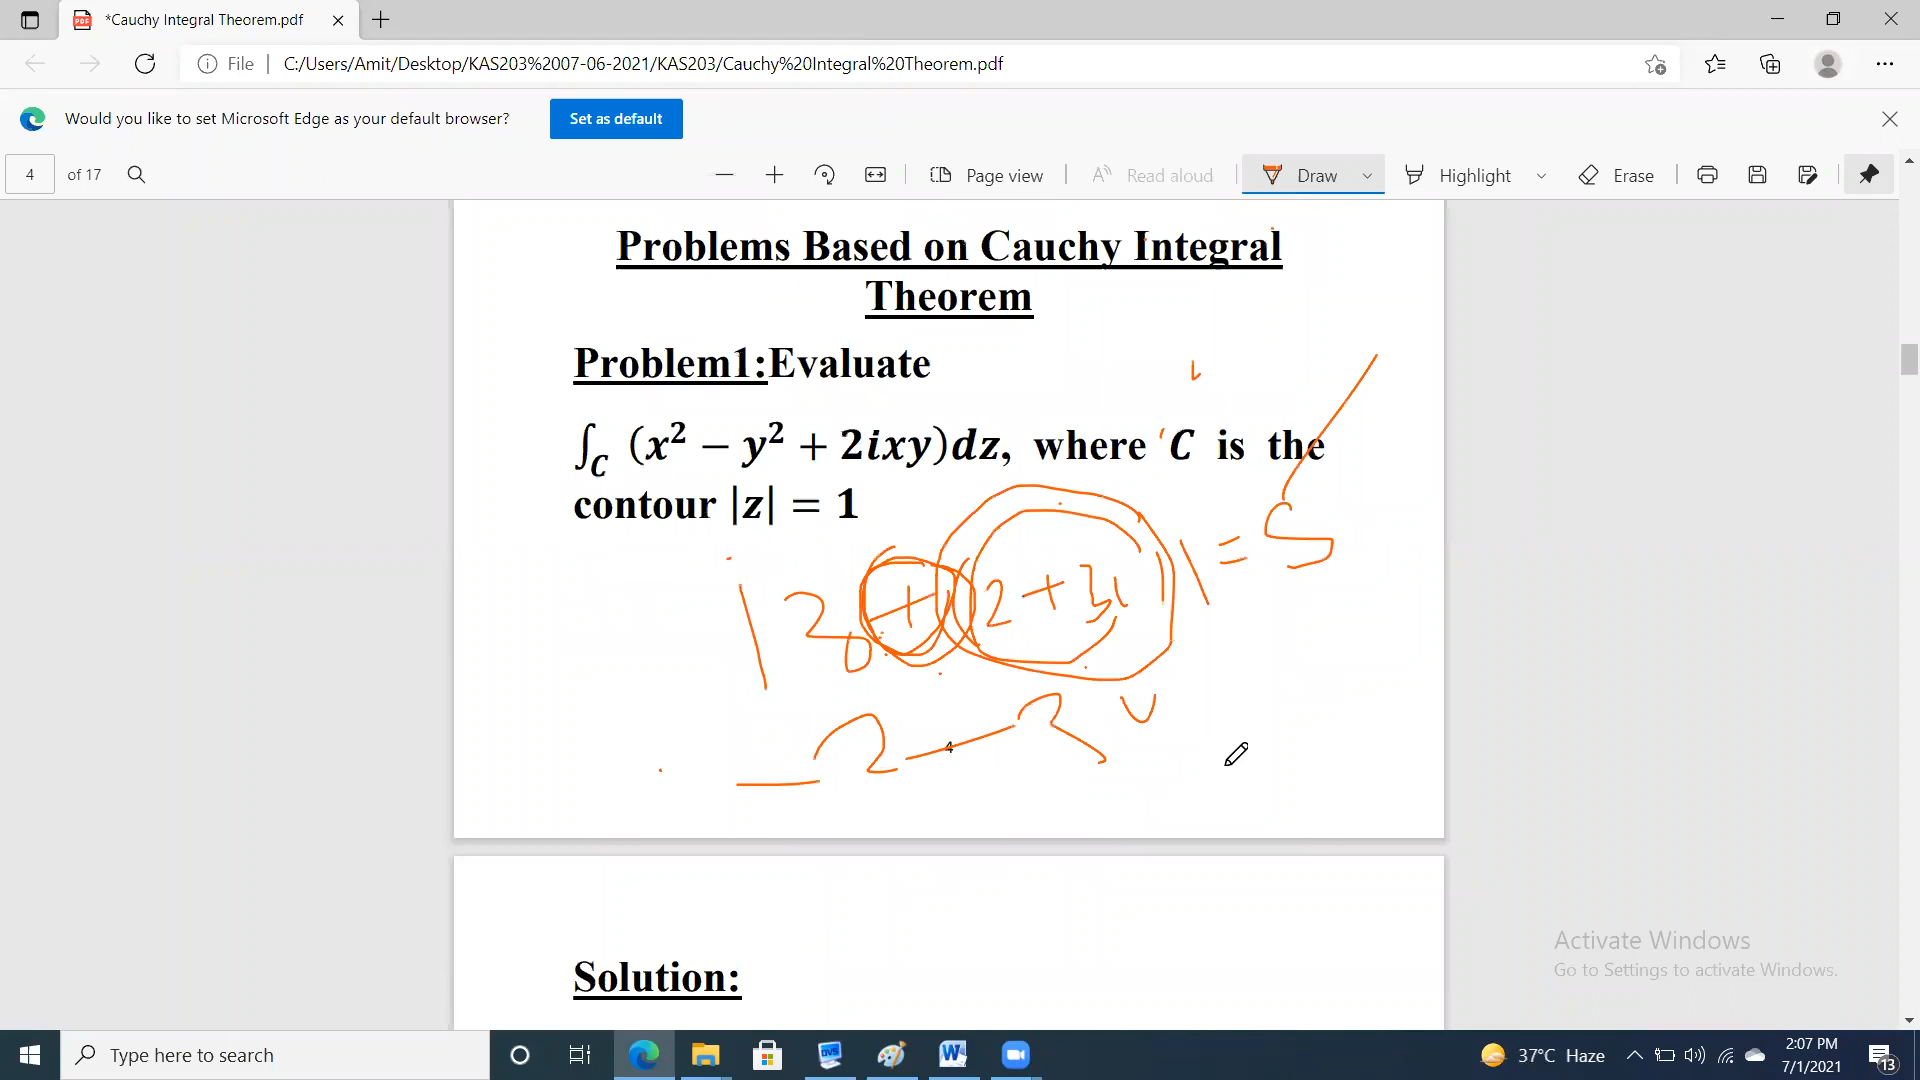 *Cauchy Integral Theorem.pdf
File C:/Users/Amit/Desktop/KAS203%2007-06-2021/KAS203/Cauchy%20Integral%20Theorem.pdf
Would you like to set Microsoft Edge as your default browser? Set as default
4 of 17 Page view Read aloud Draw Highlight Erase
Problems Based on Cauchy Integral
Theorem
Problem1:Evaluate
∫_C (x² − y² + 2ixy)dz, where C is the
contour |z| = 1
+ (2 + 3i) | = 5
4
Solution:
Activate Windows
Go to Settings to activate Windows.
Type here to search
37°C Haze
2:07 PM
7/1/2021
13